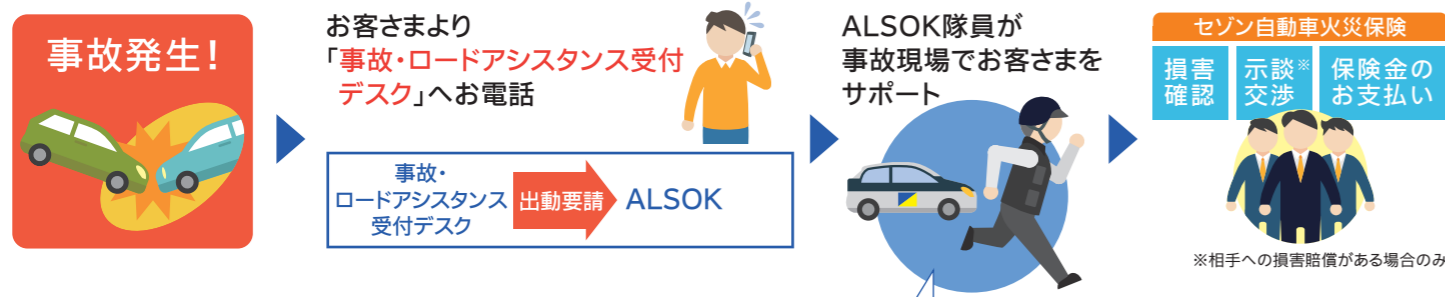 事故発生！
お客さまより
「事故・ロードアシスタンス受付
デスク」へお電話
事故・
ロードアシスタンス
受付デスク
出動要請
ALSOK
ALSOK隊員が
事故現場でお客さまを
サポート
セゾン自動車火災保険
損害
確認
示談※
交渉
保険金の
お支払い
※相手への損害賠償がある場合のみ